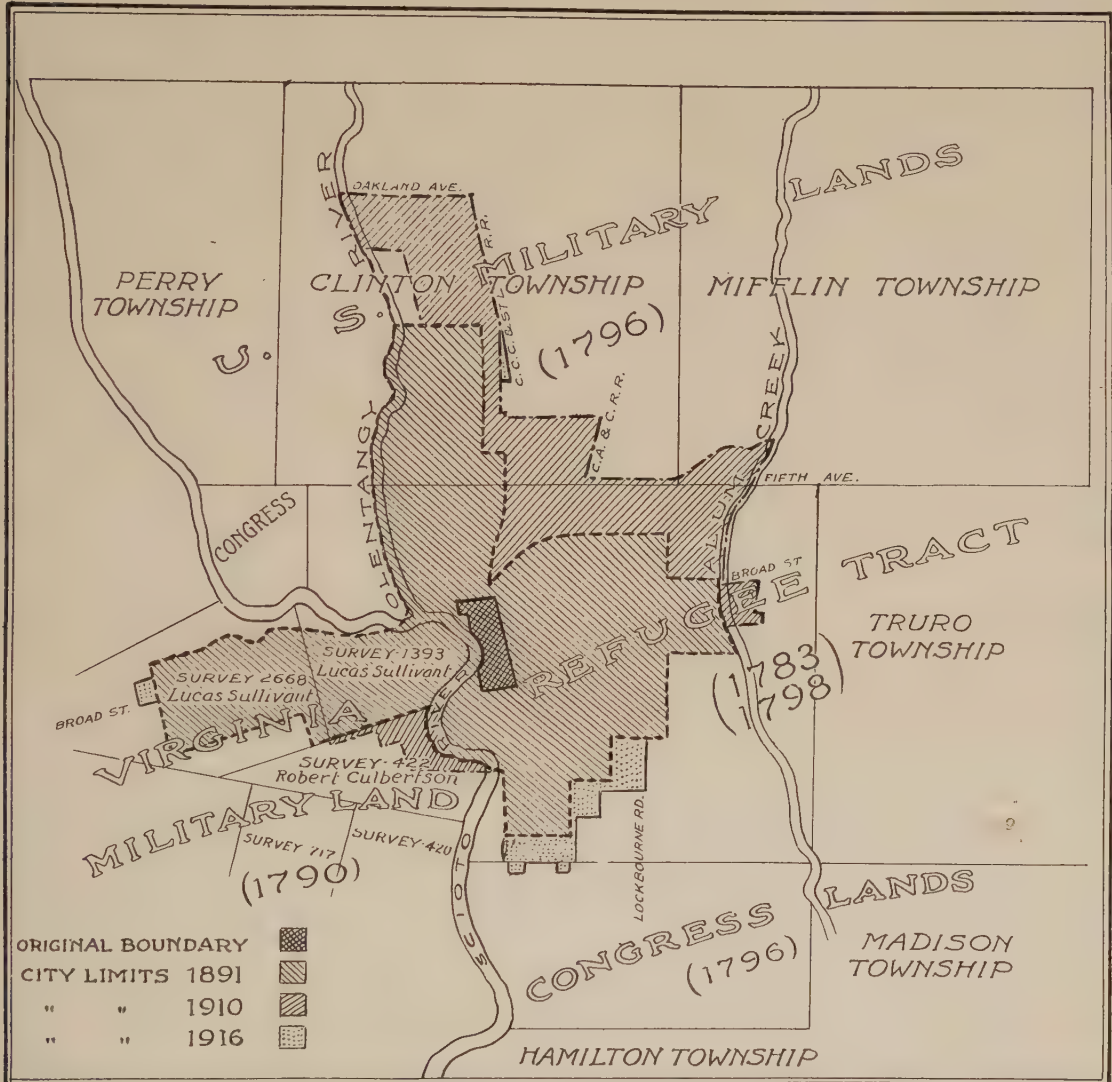 OAKLAND AVE.
RIVER
U. S. MILITARY LANDS
(1796)
PERRY
TOWNSHIP
CLINTON TOWNSHIP
MIFFLIN TOWNSHIP
C.C.C. & ST. L. R.R.
C.A. & C. R.R.
OLENTANGY
ALUM CREEK
FIFTH AVE.
CONGRESS
BROAD ST
REFUGEE TRACT
(1783
1798)
TRURO
TOWNSHIP
SURVEY·1393
Lucas Sullivant
SURVEY 2668
Lucas Sullivant
BROAD ST.
RIVER
VIRGINIA
MILITARY LAND
(1790)
SURVEY·422
Robert Culbertson
SURVEY 717
SURVEY·420
SCIOTO
LOCKBOURNE RD.
CONGRESS LANDS
(1796)
MADISON
TOWNSHIP
HAMILTON TOWNSHIP
9
ORIGINAL BOUNDARY
CITY LIMITS 1891
" " 1910
" " 1916